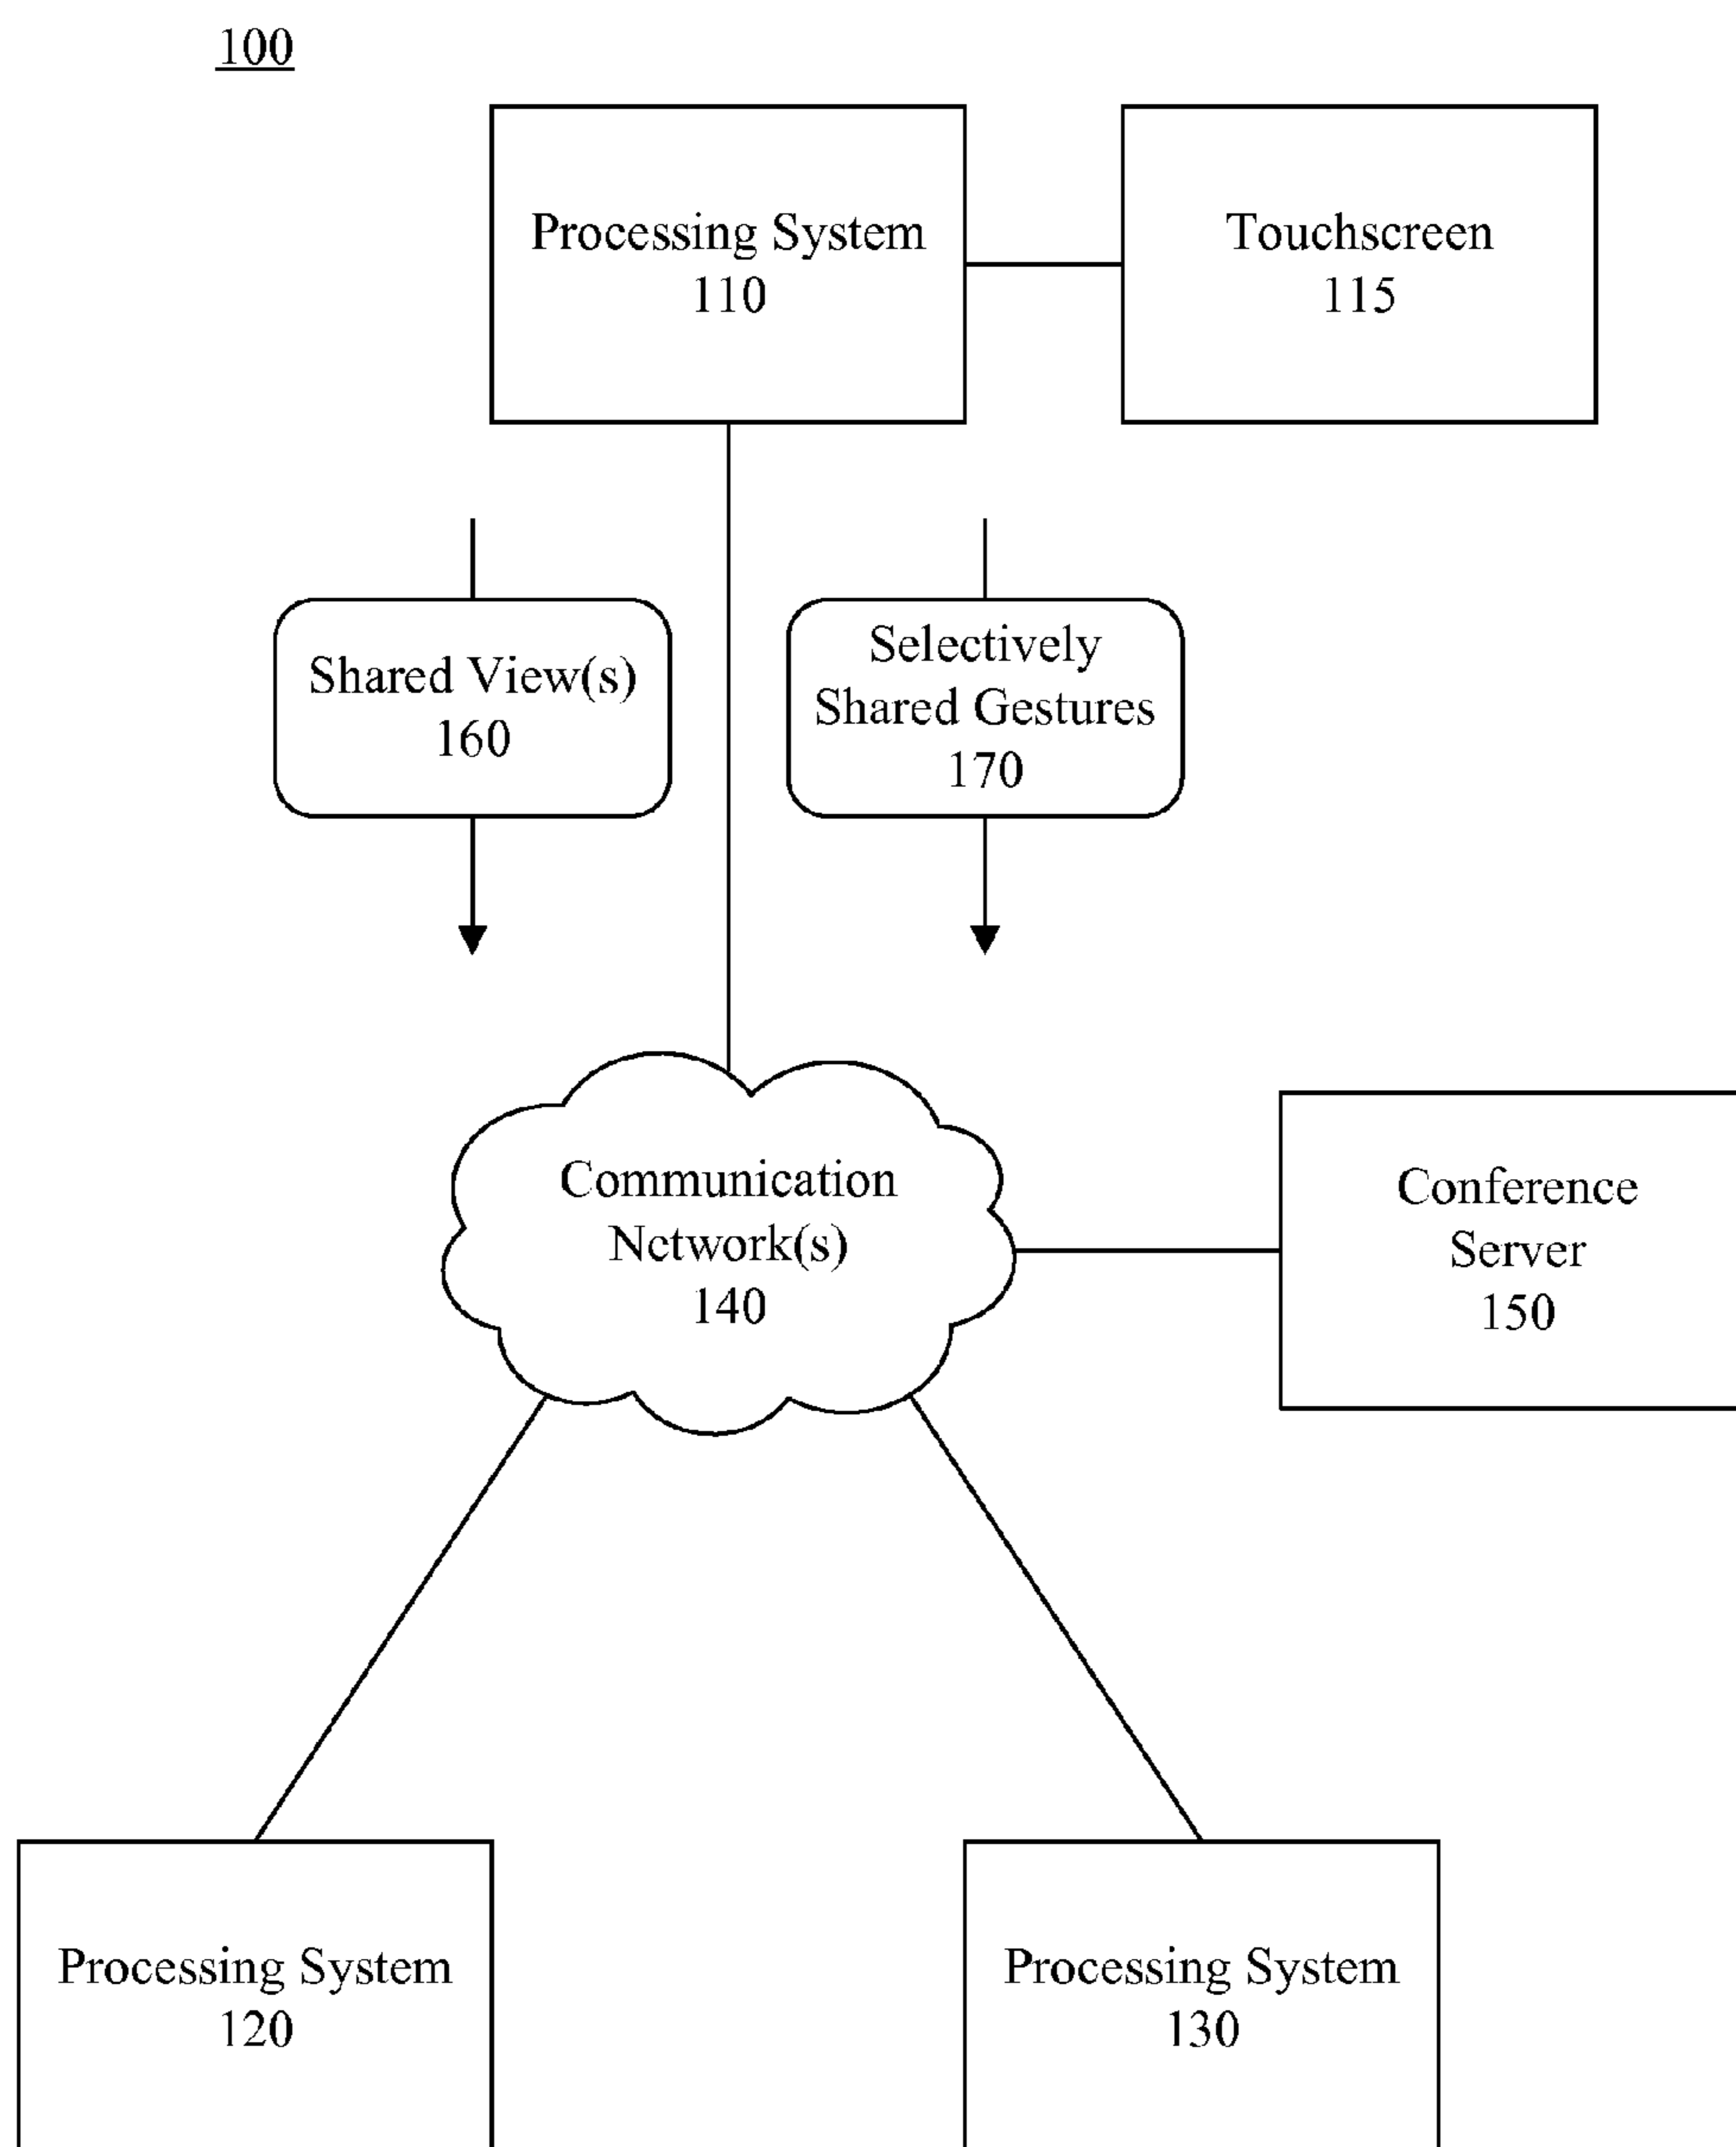 100
Processing System
110
Touchscreen
115
Shared View(s)
160
Selectively
Shared Gestures
170
Communication
Network(s)
140
Conference
Server
150
Processing System
120
Processing System
130